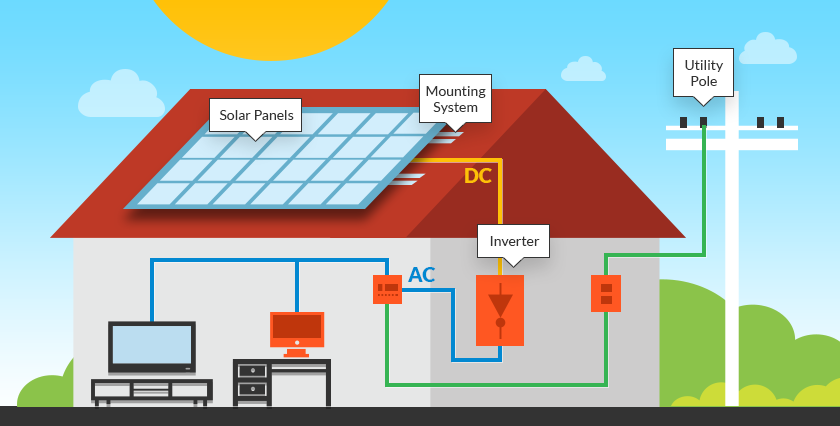 Utility
Pole
Mounting
System
Solar Panels
DC
Inverter
AC